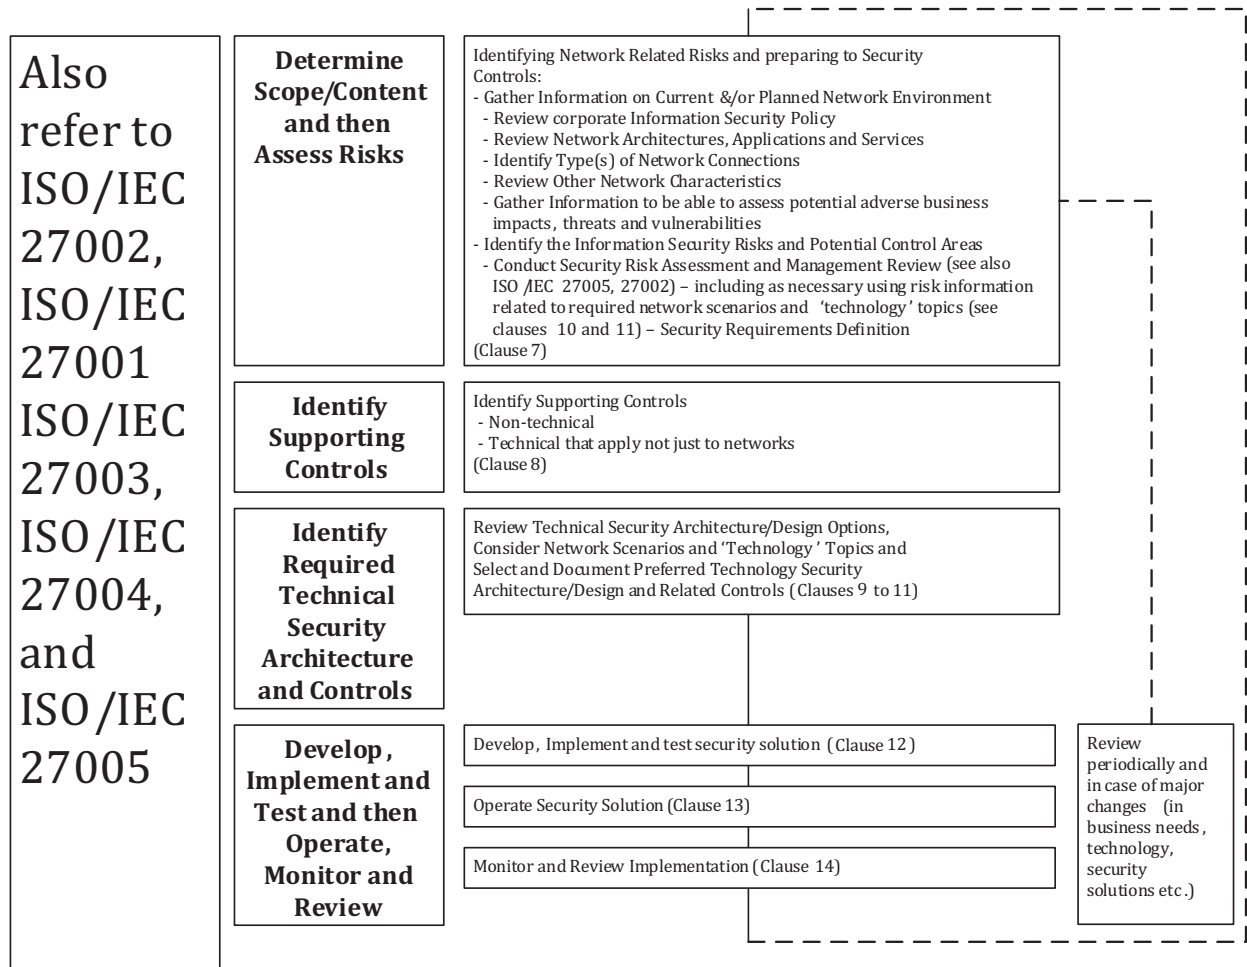 Also
refer to
ISO/IEC
27002,
ISO/IEC
27001
ISO/IEC
27003,
ISO/IEC
27004,
and
ISO/IEC
27005
Determine
Scope/Content
and then
Assess Risks
Identifying Network Related Risks and preparing to Security
Controls:
- Gather Information on Current &/or Planned Network Environment
- Review corporate Information Security Policy
- Review Network Architectures, Applications and Services
- Identify Type(s) of Network Connections
- Review Other Network Characteristics
- Gather Information to be able to assess potential adverse business
impacts, threats and vulnerabilities
- Identify the Information Security Risks and Potential Control Areas
- Conduct Security Risk Assessment and Management Review (see also
ISO/IEC 27005, 27002) – including as necessary using risk information
related to required network scenarios and ‘technology’ topics (see
clauses 10 and 11) – Security Requirements Definition
(Clause 7)
Identify
Supporting
Controls
Identify Supporting Controls
- Non-technical
- Technical that apply not just to networks
(Clause 8)
Identify
Required
Technical
Security
Architecture
and Controls
Review Technical Security Architecture/Design Options,
Consider Network Scenarios and ‘Technology’ Topics and
Select and Document Preferred Technology Security
Architecture/Design and Related Controls (Clauses 9 to 11)
Develop,
Implement and
Test and then
Operate,
Monitor and
Review
Develop, Implement and test security solution (Clause 12)
Operate Security Solution (Clause 13)
Monitor and Review Implementation (Clause 14)
Review
periodically and
in case of major
changes (in
business needs,
technology,
security
solutions etc.)